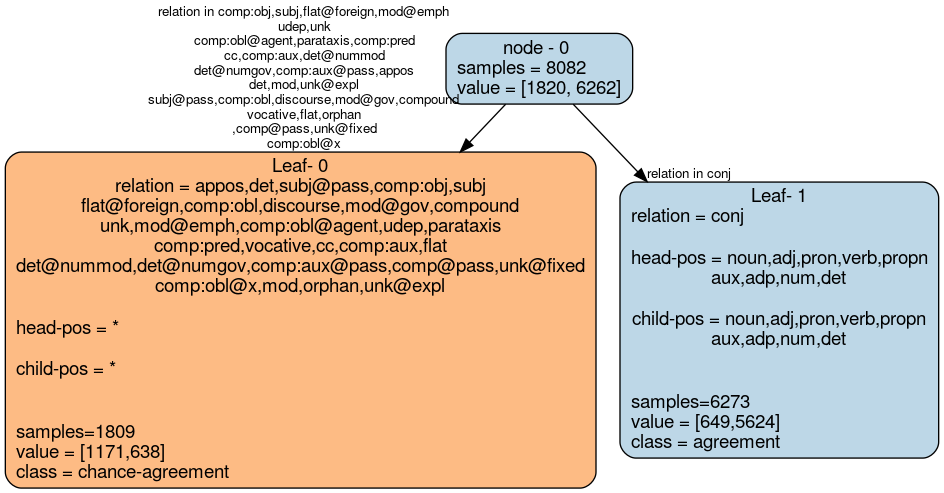 relation in comp:obj,subj,flat@foreign,mod@emph
udep,unk
comp:obl@agent,parataxis,comp:pred
cc,comp:aux,det@nummod
det@numgov,comp:aux@pass,appos
det,mod,unk@expl
subj@pass,comp:obl,discourse,mod@gov,compound
vocative,flat,orphan
,comp@pass,unk@fixed
comp:obl@x
node - 0
samples = 8082
value = [1820, 6262]
relation in conj
Leaf- 0
relation = appos,det,subj@pass,comp:obj,subj
flat@foreign,comp:obl,discourse,mod@gov,compound
unk,mod@emph,comp:obl@agent,udep,parataxis
comp:pred,vocative,cc,comp:aux,flat
det@nummod,det@numgov,comp:aux@pass,comp@pass,unk@fixed
comp:obl@x,mod,orphan,unk@expl
head-pos = *
child-pos = *
samples=1809
value = [1171,638]
class = chance-agreement
Leaf- 1
relation = conj
head-pos = noun,adj,pron,verb,propn
aux,adp,num,det
child-pos = noun,adj,pron,verb,propn
aux,adp,num,det
samples=6273
value = [649,5624]
class = agreement